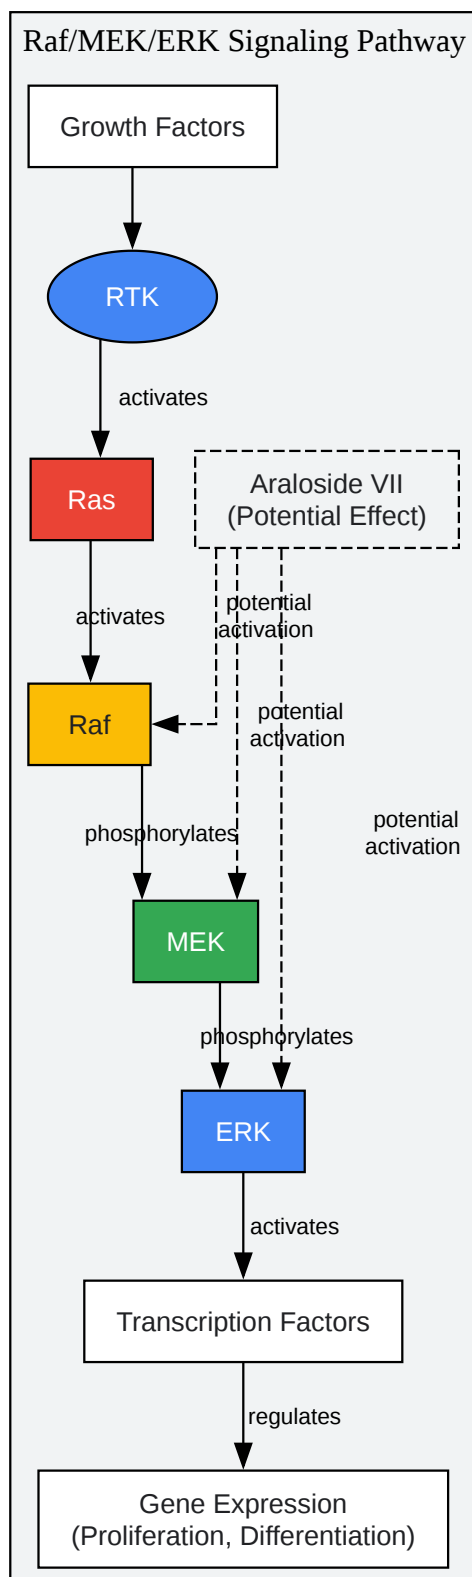 Raf/MEK/ERK Signaling Pathway
Growth Factors
RTK
activates
Ras
Araloside VII
(Potential Effect)
activates
potential
activation
Raf
potential
activation
phosphorylates
potential
activation
MEK
phosphorylates
ERK
activates
Transcription Factors
regulates
Gene Expression
(Proliferation, Differentiation)